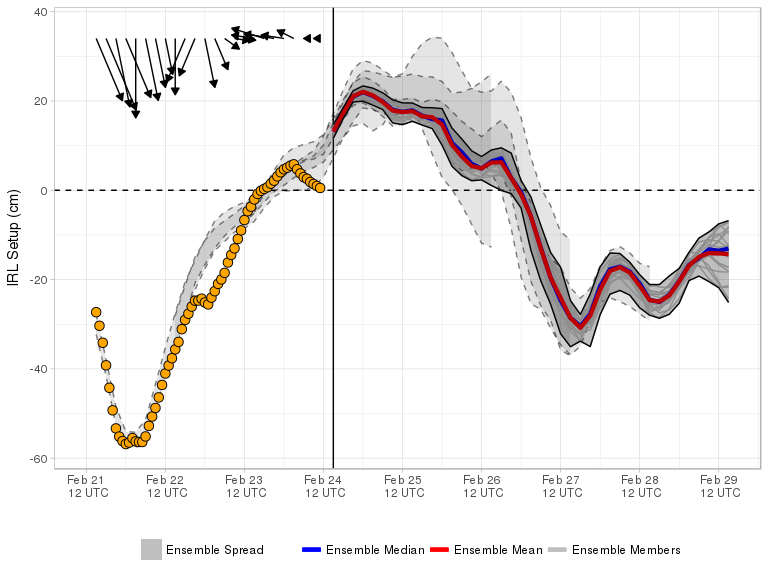 IRL Setup (cm)
40
20
0
-20
-40
-60
Feb 21 Feb 22 Feb 23 Feb 24 Feb 25 Feb 26 Feb 27 Feb 28 Feb 29
12 UTC 12 UTC 12 UTC 12 UTC 12 UTC 12 UTC 12 UTC 12 UTC 12 UTC
Ensemble Spread Ensemble Median Ensemble Mean Ensemble Members